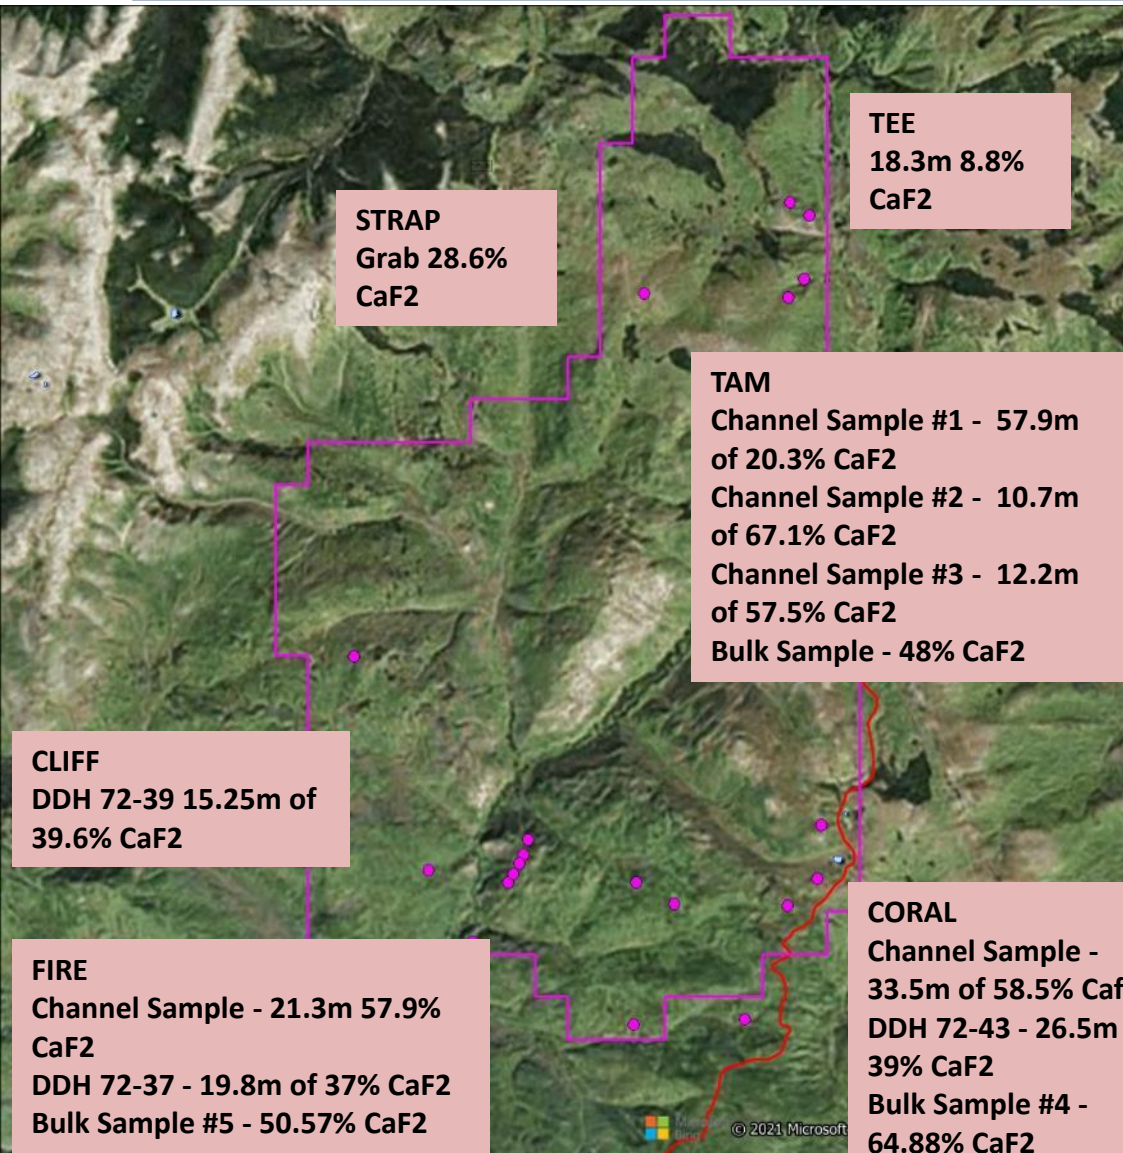 TEE
18.3m 8.8%
CaF2
STRAP
Grab 28.6%
CaF2
TAM
Channel Sample #1 - 57.9m
of 20.3% CaF2
Channel Sample #2 - 10.7m
of 67.1% CaF2
Channel Sample #3 - 12.2m
of 57.5% CaF2
Bulk Sample - 48% CaF2
CLIFF
DDH 72-39 15.25m of
39.6% CaF2
CORAL
Channel Sample -
33.5m of 58.5% CaF
DDH 72-43 - 26.5m
39% CaF2
Bulk Sample #4 -
64.88% CaF2
FIRE
Channel Sample - 21.3m 57.9%
CaF2
DDH 72-37 - 19.8m of 37% CaF2
Bulk Sample #5 - 50.57% CaF2
© 2021 Microsoft